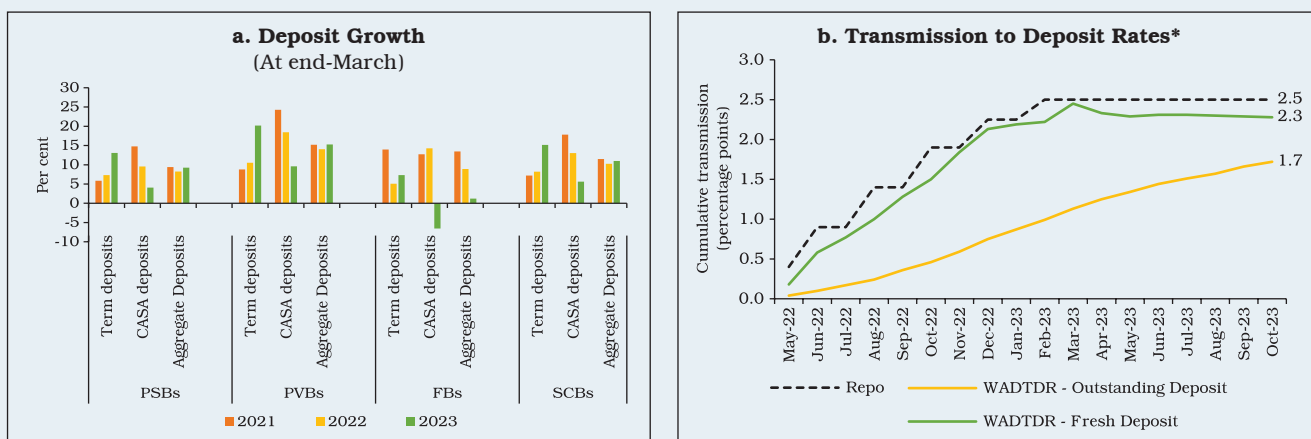 a. Deposit Growth
(At end-March)
Per cent
30
25
20
15
10
5
0
-5
-10
Term deposits
CASA deposits
Aggregate Deposits
Term deposits
CASA deposits
Aggregate Deposits
Term deposits
CASA deposits
Aggregate Deposits
Term deposits
CASA deposits
Aggregate Deposits
PSBs
PVBs
FBs
SCBs
2021
2022
2023
b. Transmission to Deposit Rates*
Cumulative transmission
(percentage points)
3.0
2.5
2.0
1.5
1.0
0.5
0.0
2.5
2.3
1.7
May-22
Jun-22
Jul-22
Aug-22
Sep-22
Oct-22
Nov-22
Dec-22
Jan-23
Feb-23
Mar-23
Apr-23
May-23
Jun-23
Jul-23
Aug-23
Sep-23
Oct-23
Repo
WADTDR - Outstanding Deposit
WADTDR - Fresh Deposit